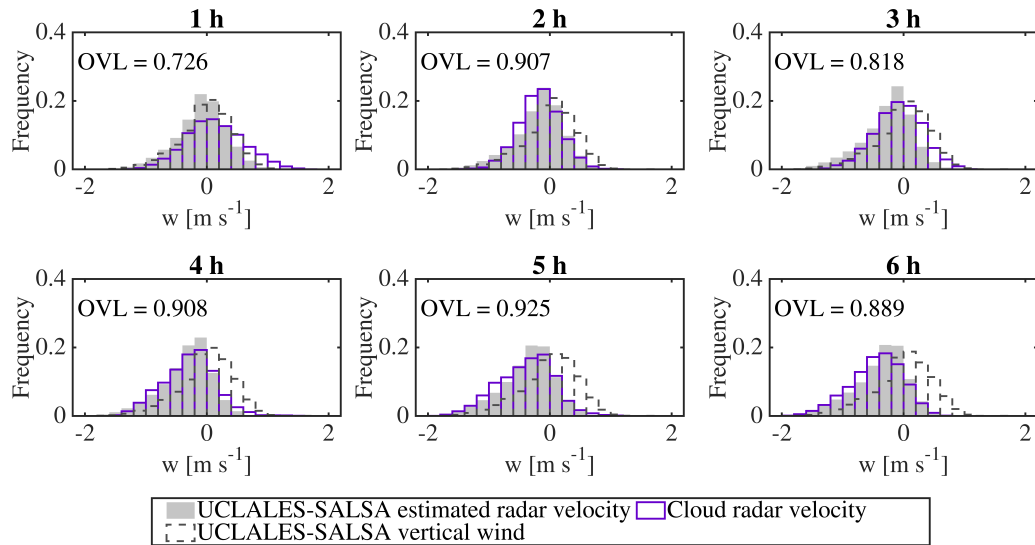 1 h
2 h
3 h
0.4
0.2
0
Frequency
OVL = 0.726
-2
0
2
w [m s-1]
0.4
0.2
0
Frequency
OVL = 0.907
-2
0
2
w [m s-1]
0.4
0.2
0
Frequency
OVL = 0.818
-2
0
2
w [m s-1]
4 h
5 h
6 h
0.4
0.2
0
Frequency
OVL = 0.908
-2
0
2
w [m s-1]
0.4
0.2
0
Frequency
OVL = 0.925
-2
0
2
w [m s-1]
0.4
0.2
0
Frequency
OVL = 0.889
-2
0
2
w [m s-1]
UCLALES-SALSA estimated radar velocity
Cloud radar velocity
UCLALES-SALSA vertical wind